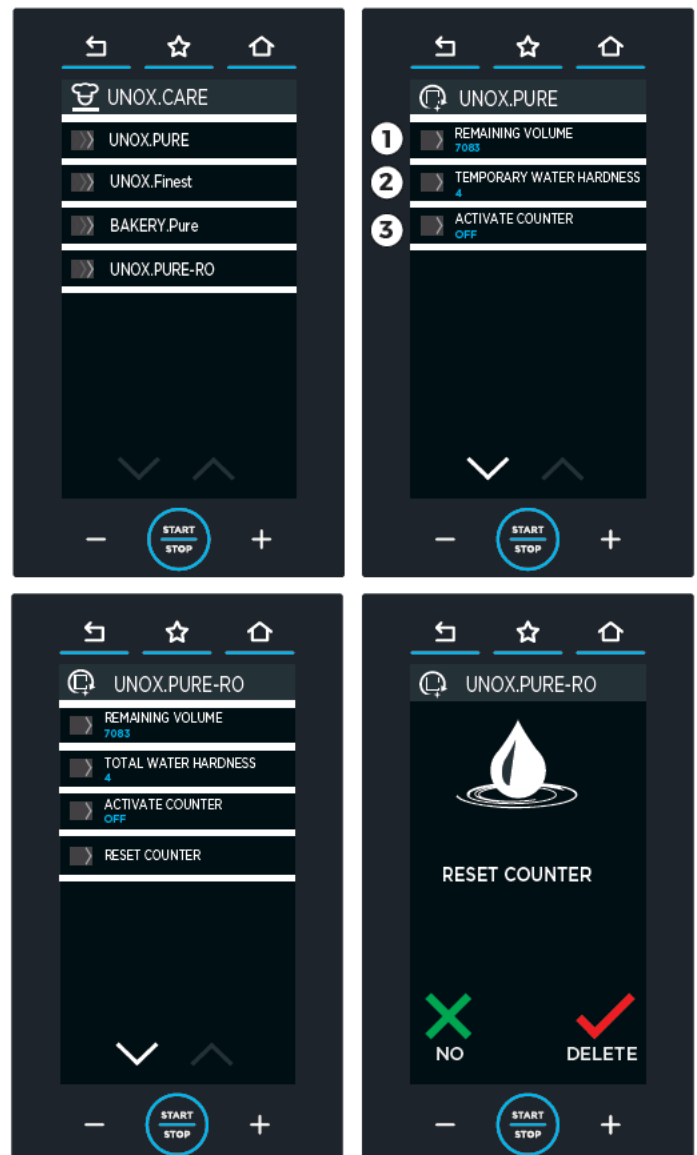 UNOX.CARE
UNOX.PURE
UNOX.Finest
BAKERY.Pure
UNOX.PURE-RO
START
STOP
UNOX.PURE
1
REMAINING VOLUME
7083
2
TEMPORARY WATER HARDNESS
4
3
ACTIVATE COUNTER
OFF
START
STOP
UNOX.PURE-RO
REMAINING VOLUME
7083
TOTAL WATER HARDNESS
4
ACTIVATE COUNTER
OFF
RESET COUNTER
START
STOP
UNOX.PURE-RO
RESET COUNTER
NO
DELETE
START
STOP